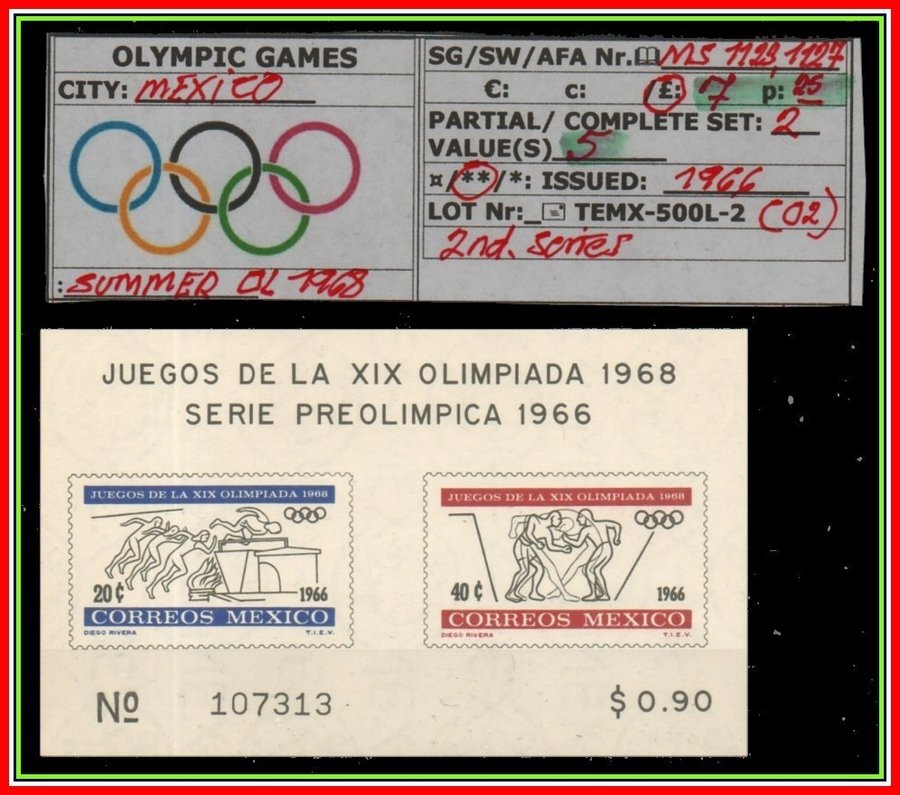 OLYMPIC GAMES
CITY: MEXICO
: SUMMER OL 1968
SG/SW/AFA Nr. MS 1123, 1127
€: c: /£: 7 p: 25
PARTIAL/ COMPLETE SET: 2
VALUE(S) 5
¤/**/*: ISSUED: 1966
LOT Nr:_ TEMX-500L-2 (02)
2nd. series
JUEGOS DE LA XIX OLIMPIADA 1968
SERIE PREOLIMPICA 1966
JUEGOS DE LA XIX OLIMPIADA 1968
20 ¢ 1966
CORREOS MEXICO
DIEGO RIVERA T.I.E.V.
JUEGOS DE LA XIX OLIMPIADA 1968
40 ¢ 1966
CORREOS MEXICO
DIEGO RIVERA T.I.E.V.
Nº 107313 $ 0.90